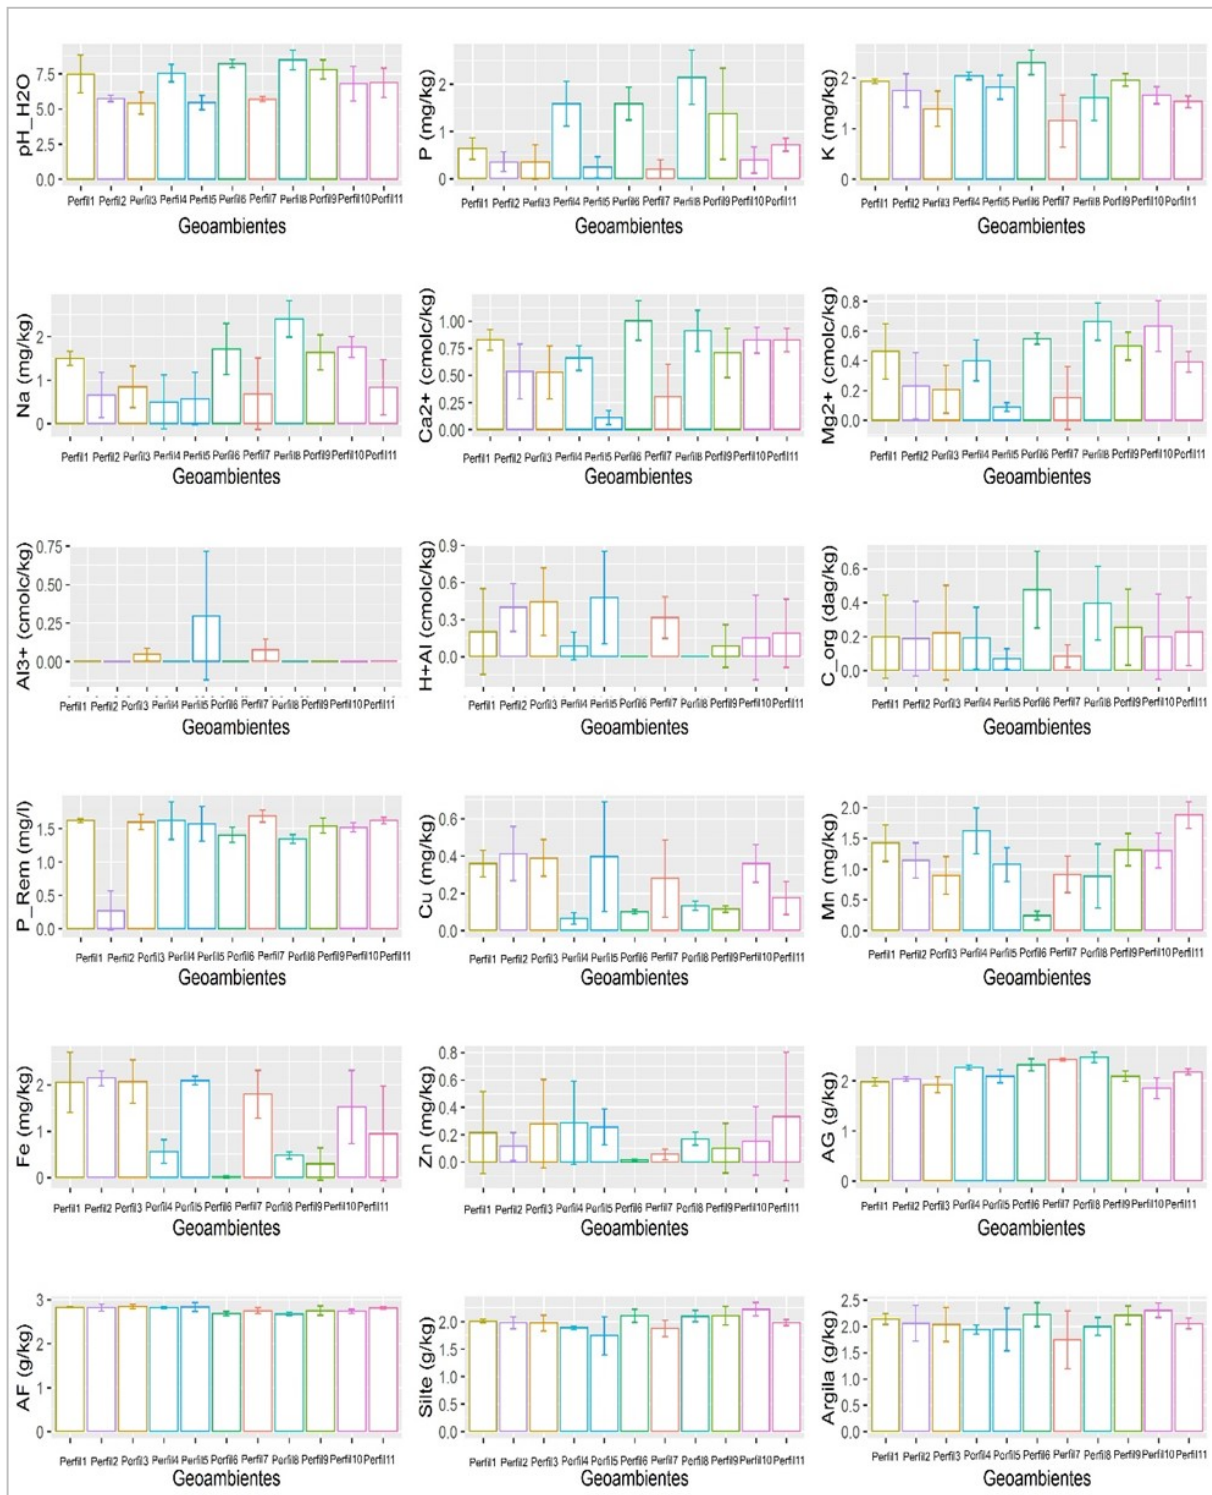 pH_H2O
7.5
5.0
2.5
0.0
Perfil1 Perfil2 Perfil3 Perfil4 Perfil5 Perfil6 Perfil7 Perfil8 Perfil9 Perfil10 Perfil11
Geoambientes
P (mg/kg)
2
1
0
Perfil1 Perfil2 Perfil3 Perfil4 Perfil5 Perfil6 Perfil7 Perfil8 Perfil9 Perfil10 Perfil11
Geoambientes
K (mg/kg)
2
1
0
Perfil1 Perfil2 Perfil3 Perfil4 Perfil5 Perfil6 Perfil7 Perfil8 Perfil9 Perfil10 Perfil11
Geoambientes
Na (mg/kg)
2
1
0
Perfil1 Perfil2 Perfil3 Perfil4 Perfil5 Perfil6 Perfil7 Perfil8 Perfil9 Perfil10 Perfil11
Geoambientes
Ca2+ (cmolc/kg)
1.00
0.75
0.50
0.25
0.00
Perfil1 Perfil2 Perfil3 Perfil4 Perfil5 Perfil6 Perfil7 Perfil8 Perfil9 Perfil10 Perfil11
Geoambientes
Mg2+ (cmolc/kg)
0.8
0.6
0.4
0.2
0.0
Perfil1 Perfil2 Perfil3 Perfil4 Perfil5 Perfil6 Perfil7 Perfil8 Perfil9 Perfil10 Perfil11
Geoambientes
Al3+ (cmolc/kg)
0.75
0.50
0.25
0.00
Perfil1 Perfil2 Perfil3 Perfil4 Perfil5 Perfil6 Perfil7 Perfil8 Perfil9 Perfil10 Perfil11
Geoambientes
H+Al (cmolc/kg)
0.9
0.6
0.3
0.0
Perfil1 Perfil2 Perfil3 Perfil4 Perfil5 Perfil6 Perfil7 Perfil8 Perfil9 Perfil10 Perfil11
Geoambientes
C_org (dag/kg)
0.6
0.4
0.2
0.0
Perfil1 Perfil2 Perfil3 Perfil4 Perfil5 Perfil6 Perfil7 Perfil8 Perfil9 Perfil10 Perfil11
Geoambientes
P_Rem (mg/l)
1.5
1.0
0.5
0.0
Perfil1 Perfil2 Perfil3 Perfil4 Perfil5 Perfil6 Perfil7 Perfil8 Perfil9 Perfil10 Perfil11
Geoambientes
Cu (mg/kg)
0.6
0.4
0.2
0.0
Perfil1 Perfil2 Perfil3 Perfil4 Perfil5 Perfil6 Perfil7 Perfil8 Perfil9 Perfil10 Perfil11
Geoambientes
Mn (mg/kg)
2.0
1.5
1.0
0.5
0.0
Perfil1 Perfil2 Perfil3 Perfil4 Perfil5 Perfil6 Perfil7 Perfil8 Perfil9 Perfil10 Perfil11
Geoambientes
Fe (mg/kg)
2
1
0
Perfil1 Perfil2 Perfil3 Perfil4 Perfil5 Perfil6 Perfil7 Perfil8 Perfil9 Perfil10 Perfil11
Geoambientes
Zn (mg/kg)
0.8
0.6
0.4
0.2
0.0
Perfil1 Perfil2 Perfil3 Perfil4 Perfil5 Perfil6 Perfil7 Perfil8 Perfil9 Perfil10 Perfil11
Geoambientes
AG (g/kg)
2
1
0
Perfil1 Perfil2 Perfil3 Perfil4 Perfil5 Perfil6 Perfil7 Perfil8 Perfil9 Perfil10 Perfil11
Geoambientes
AF (g/kg)
3
2
1
0
Perfil1 Perfil2 Perfil3 Perfil4 Perfil5 Perfil6 Perfil7 Perfil8 Perfil9 Perfil10 Perfil11
Geoambientes
Silte (g/kg)
2.0
1.5
1.0
0.5
0.0
Perfil1 Perfil2 Perfil3 Perfil4 Perfil5 Perfil6 Perfil7 Perfil8 Perfil9 Perfil10 Perfil11
Geoambientes
Argila (g/kg)
2.5
2.0
1.5
1.0
0.5
0.0
Perfil1 Perfil2 Perfil3 Perfil4 Perfil5 Perfil6 Perfil7 Perfil8 Perfil9 Perfil10 Perfil11
Geoambientes